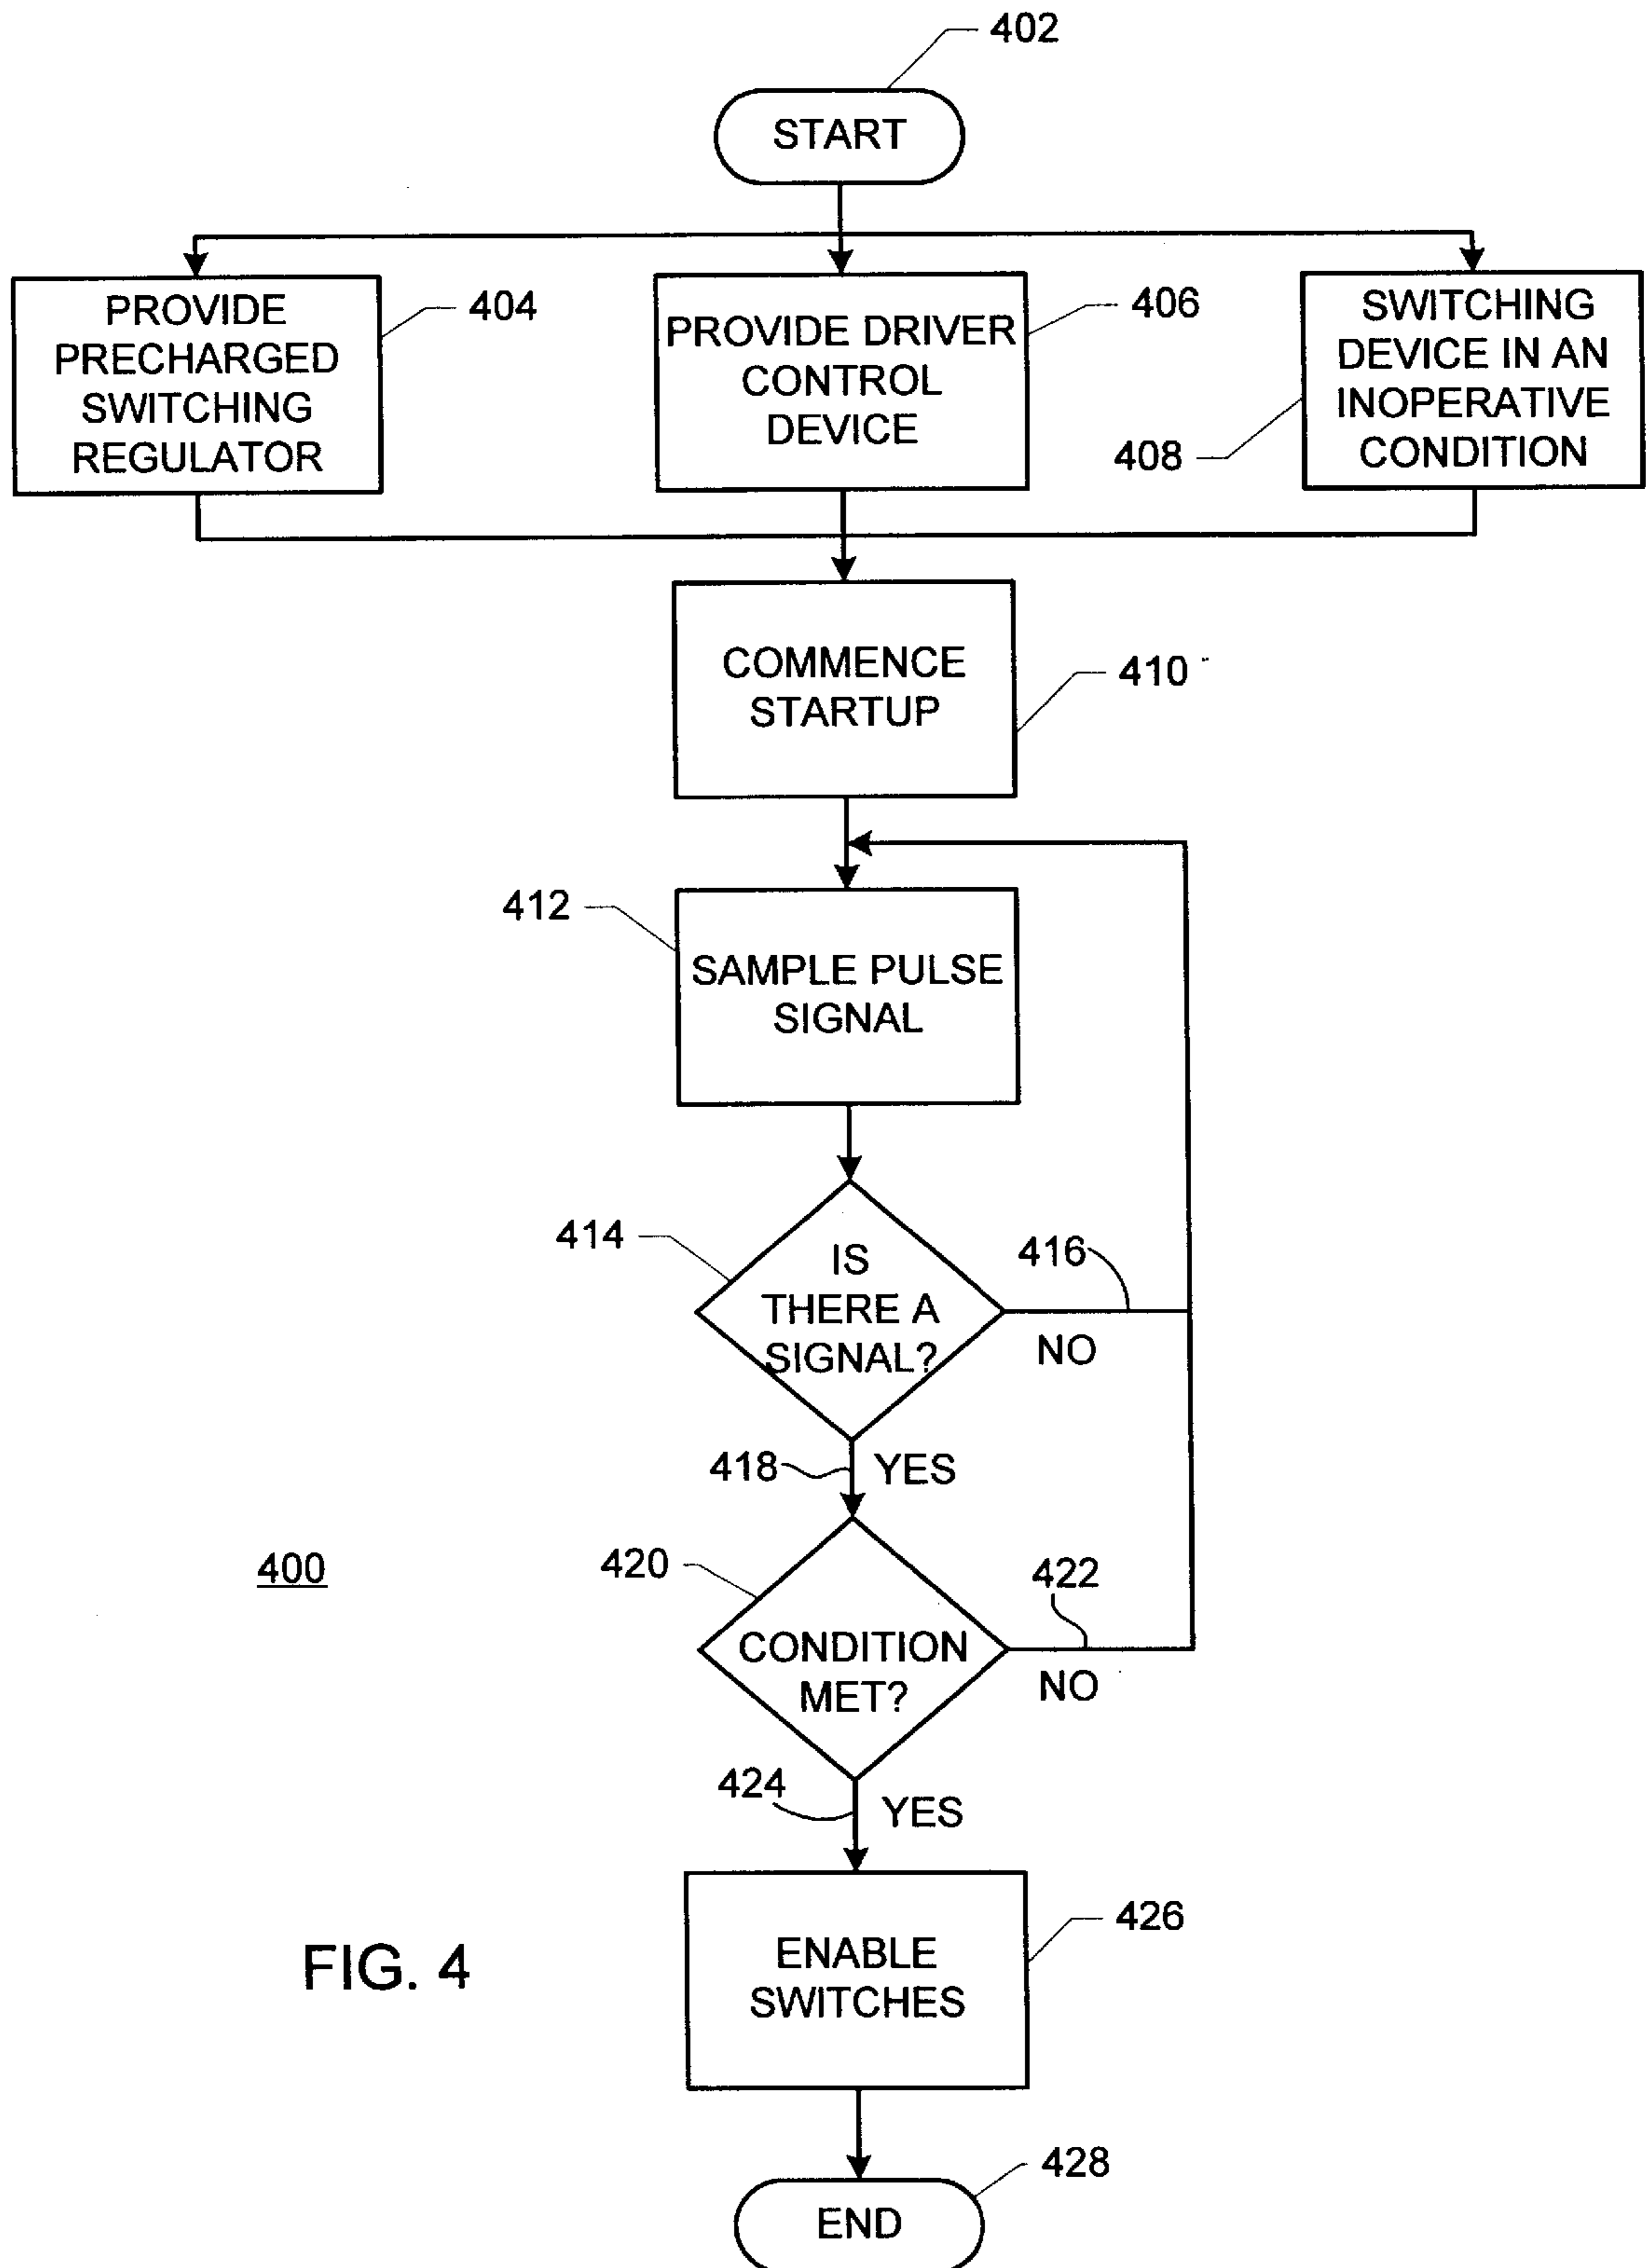 402
START
PROVIDE
PRECHARGED
SWITCHING
REGULATOR
404
PROVIDE DRIVER
CONTROL
DEVICE
406
SWITCHING
DEVICE IN AN
INOPERATIVE
CONDITION
408
COMMENCE
STARTUP
410
412
SAMPLE PULSE
SIGNAL
414
IS
THERE A
SIGNAL?
416
NO
418
YES
400
420
CONDITION
MET?
422
NO
424
YES
426
ENABLE
SWITCHES
FIG. 4
428
END